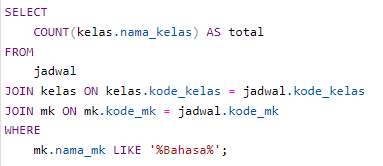 SELECT
COUNT(kelas.nama_kelas) AS total
FROM
jadwal
JOIN kelas ON kelas.kode_kelas = jadwal.kode_kelas
JOIN mk ON mk.kode_mk = jadwal.kode_mk
WHERE
mk.nama_mk LIKE '%Bahasa%';